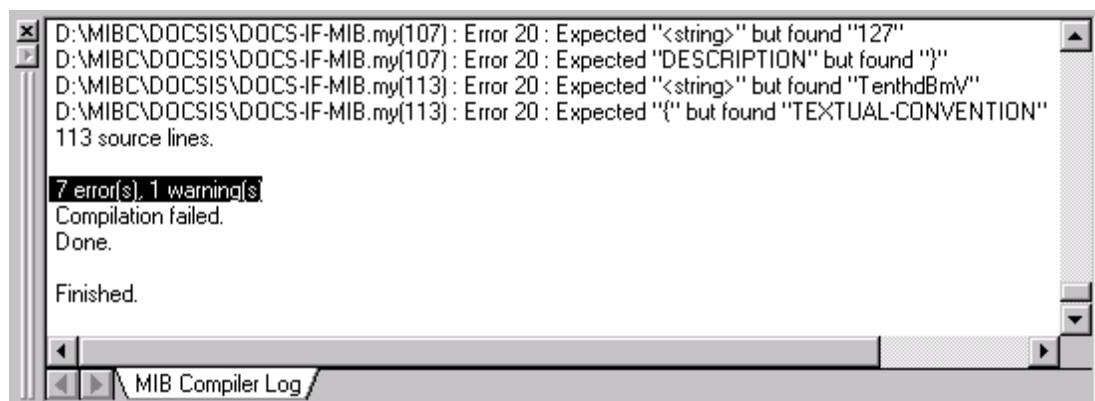 D:\MIBC\DOCSIS\DOCS-IF-MIB.my(107) : Error 20 : Expected "<string>" but found "127"
D:\MIBC\DOCSIS\DOCS-IF-MIB.my(107) : Error 20 : Expected "DESCRIPTION" but found "}"
D:\MIBC\DOCSIS\DOCS-IF-MIB.my(113) : Error 20 : Expected "<string>" but found "TenthdBmV"
D:\MIBC\DOCSIS\DOCS-IF-MIB.my(113) : Error 20 : Expected "{" but found "TEXTUAL-CONVENTION"
113 source lines.
7 error(s), 1 warning(s)
Compilation failed.
Done.
Finished.
MIB Compiler Log